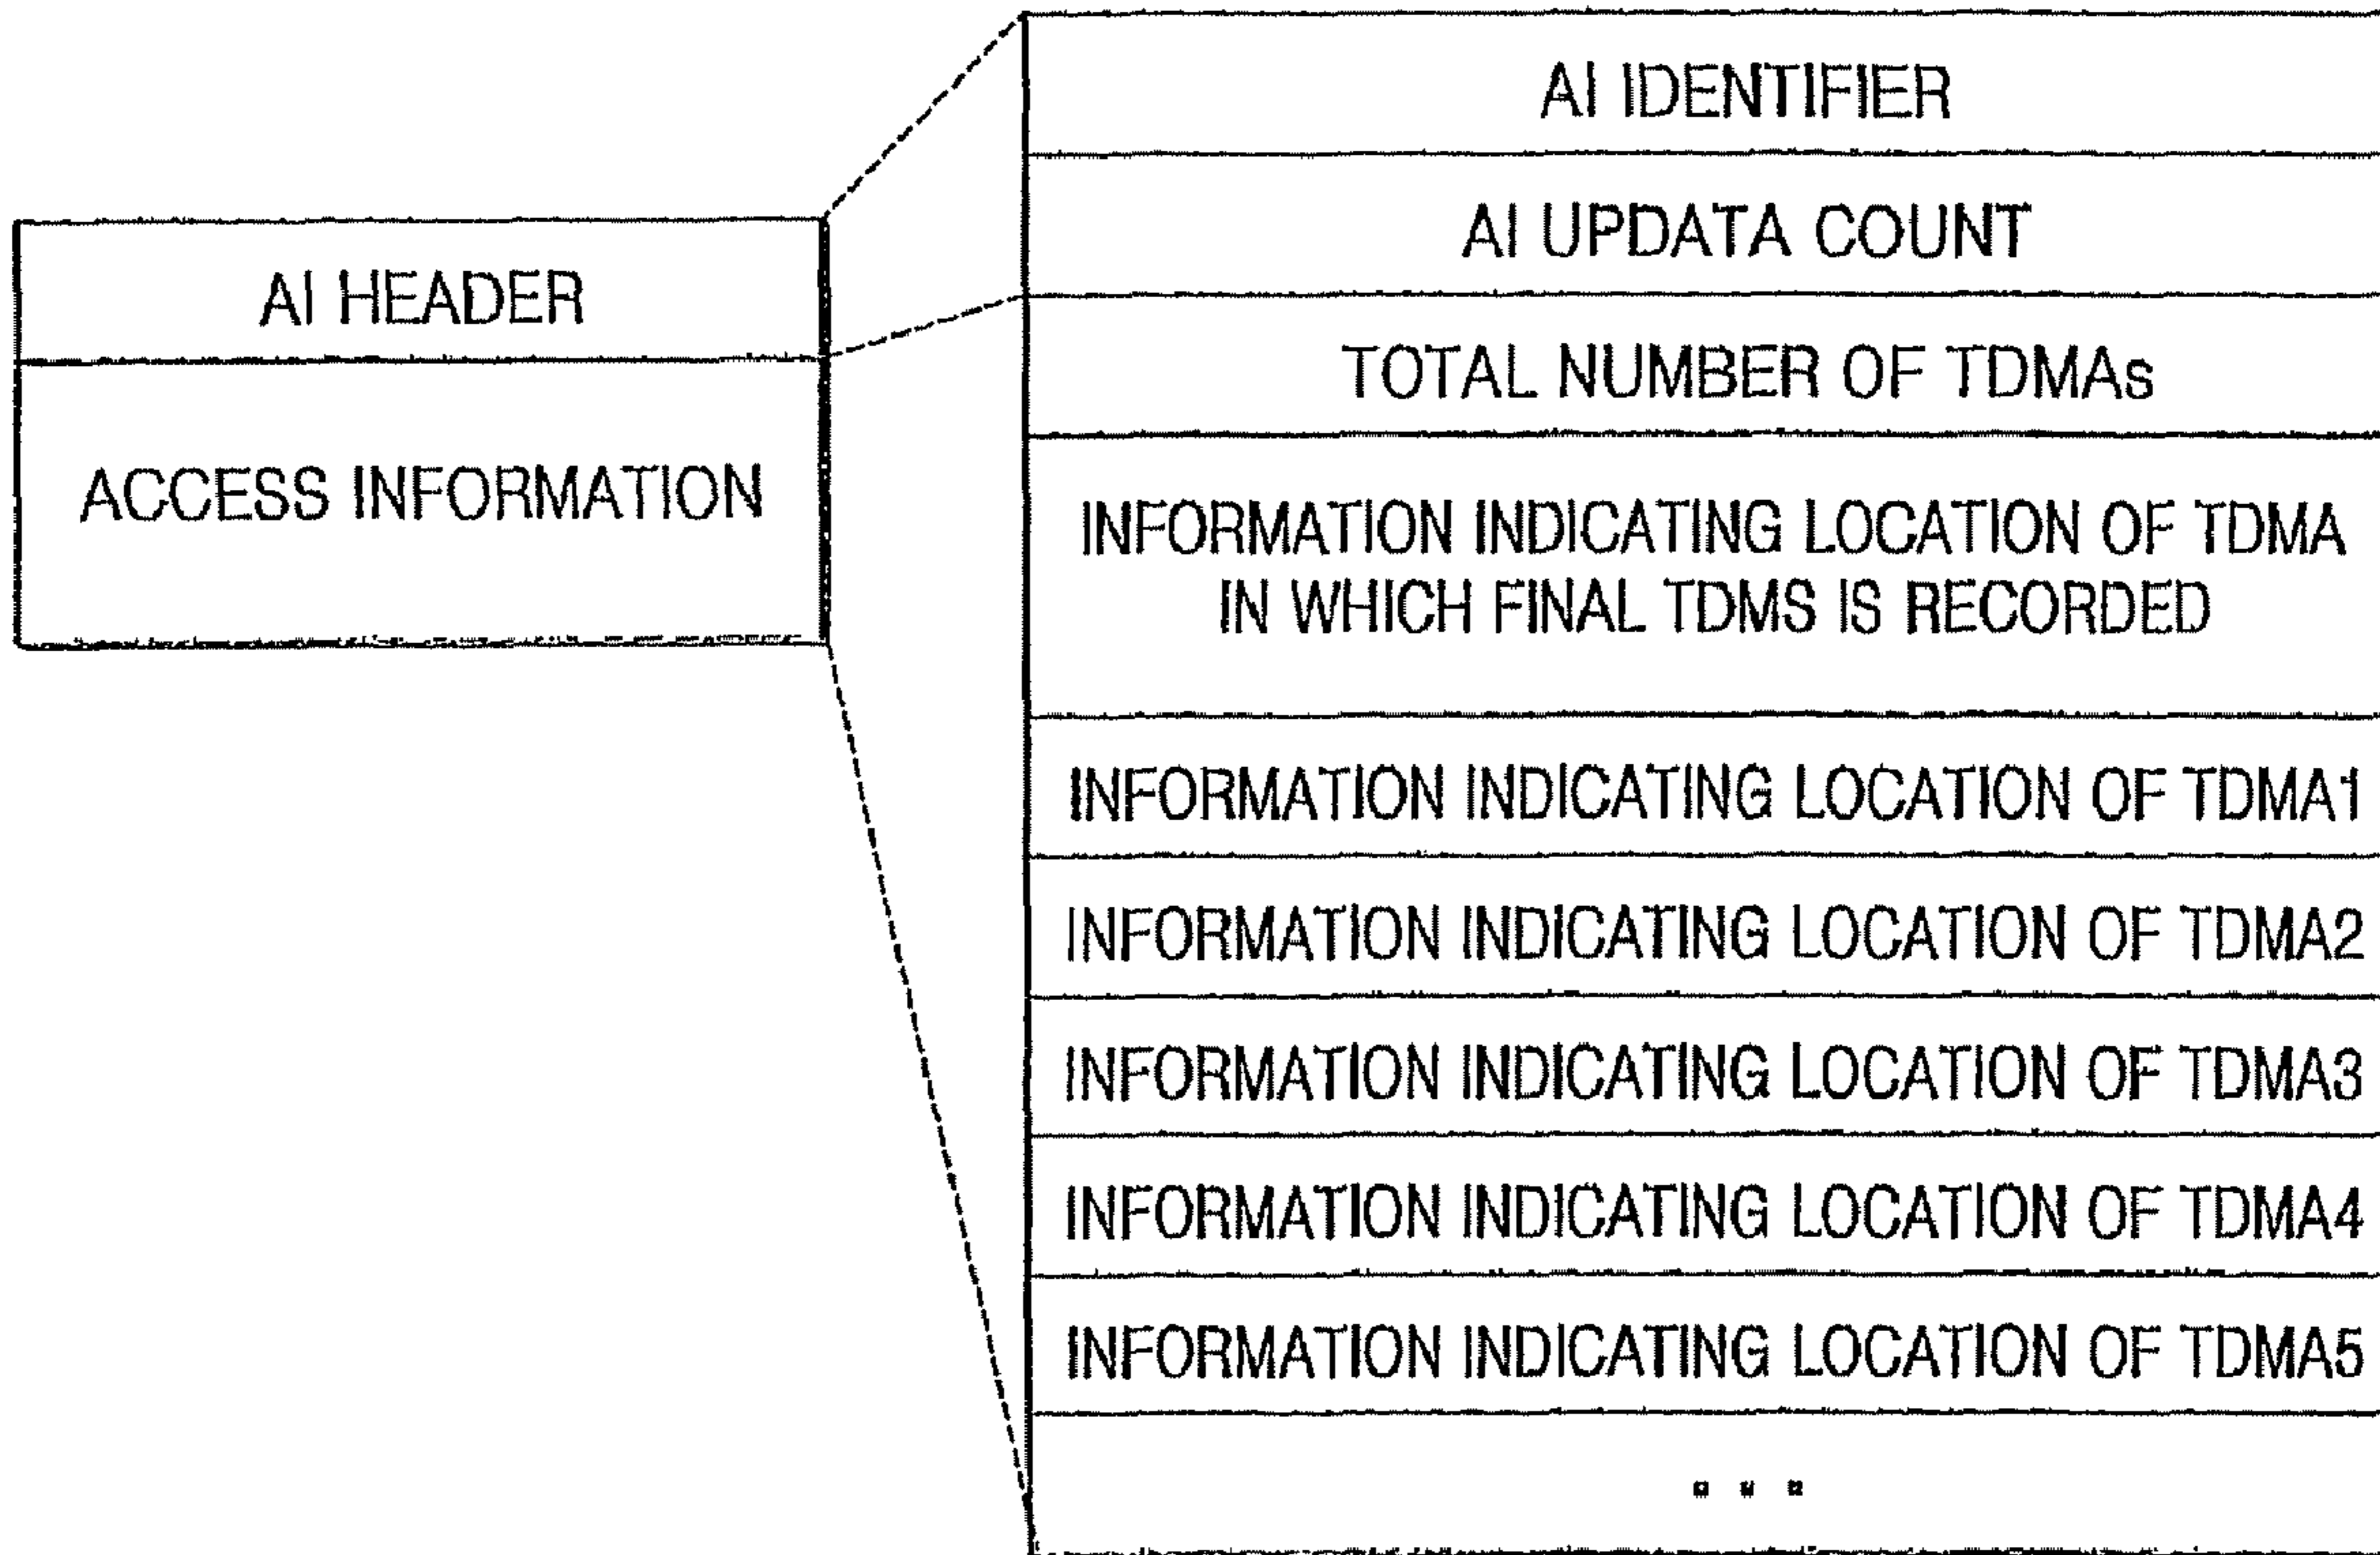 AI HEADER
ACCESS INFORMATION
AI IDENTIFIER
AI UPDATA COUNT
TOTAL NUMBER OF TDMAs
INFORMATION INDICATING LOCATION OF TDMA
IN WHICH FINAL TDMS IS RECORDED
INFORMATION INDICATING LOCATION OF TDMA1
INFORMATION INDICATING LOCATION OF TDMA2
INFORMATION INDICATING LOCATION OF TDMA3
INFORMATION INDICATING LOCATION OF TDMA4
INFORMATION INDICATING LOCATION OF TDMA5
...